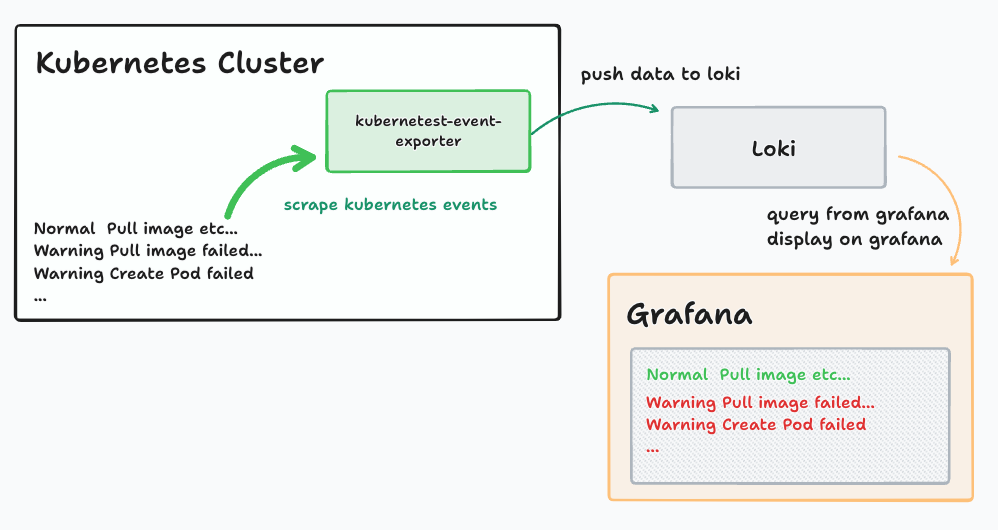 Kubernetes Cluster
kubernetest-event-
exporter
scrape kubernetes events
Normal  Pull image etc...
Warning Pull image failed...
Warning Create Pod failed
...
push data to loki
Loki
query from grafana
display on grafana
Grafana
Normal  Pull image etc...
Warning Pull image failed...
Warning Create Pod failed
...